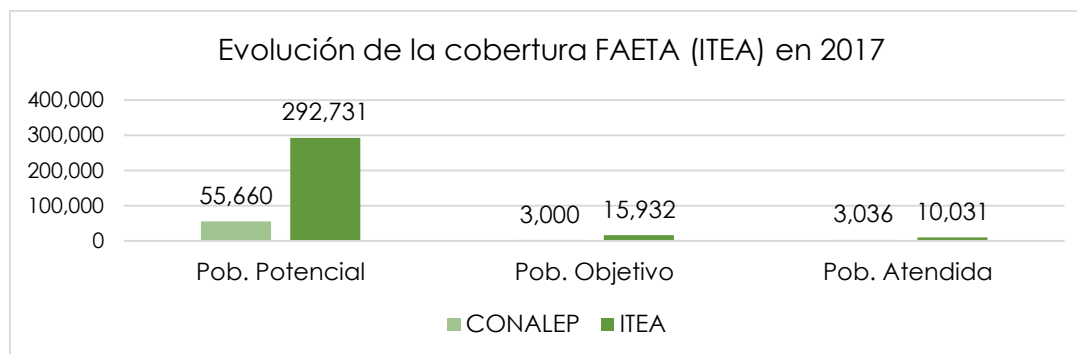 Evolución de la cobertura FAETA (ITEA) en 2017
400,000
300,000
200,000
100,000
0
55,660
292,731
3,000
15,932
3,036
10,031
Pob. Potencial
Pob. Objetivo
Pob. Atendida
CONALEP
ITEA